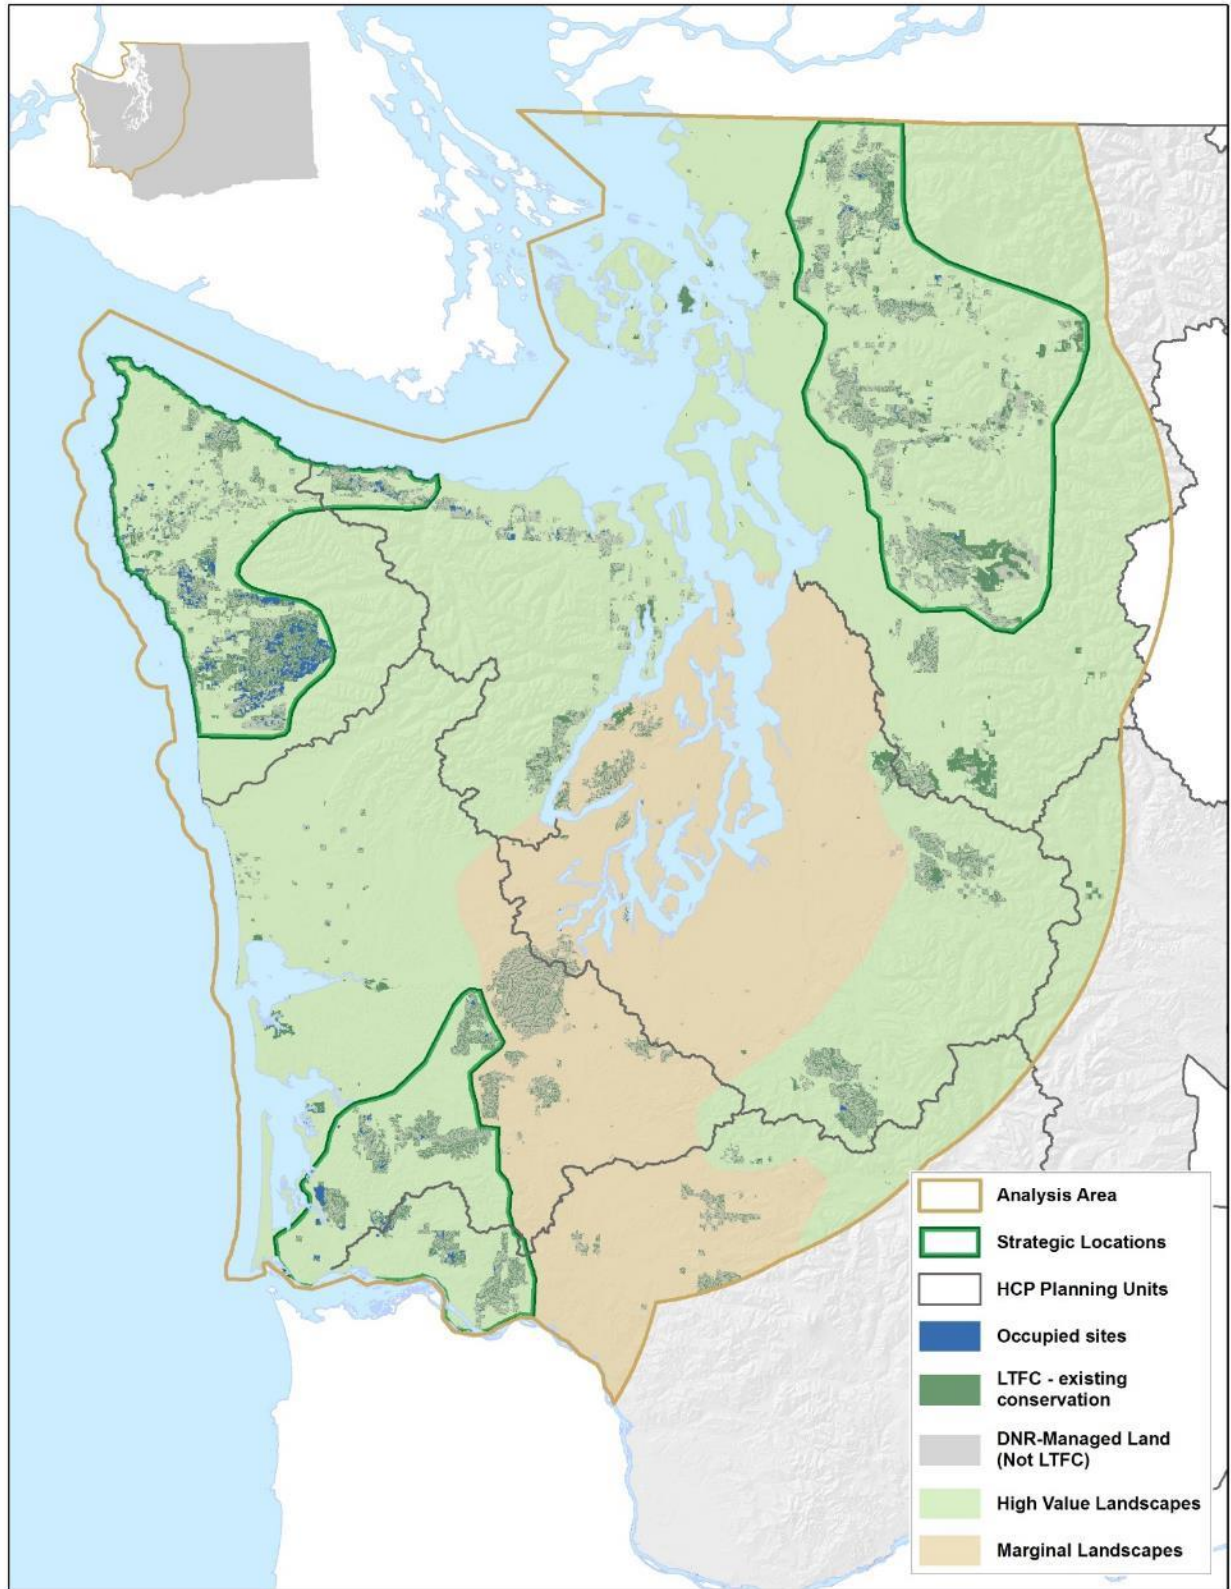 Analysis Area
Strategic Locations
HCP Planning Units
Occupied sites
LTFC - existing
conservation
DNR-Managed Land
(Not LTFC)
High Value Landscapes
Marginal Landscapes